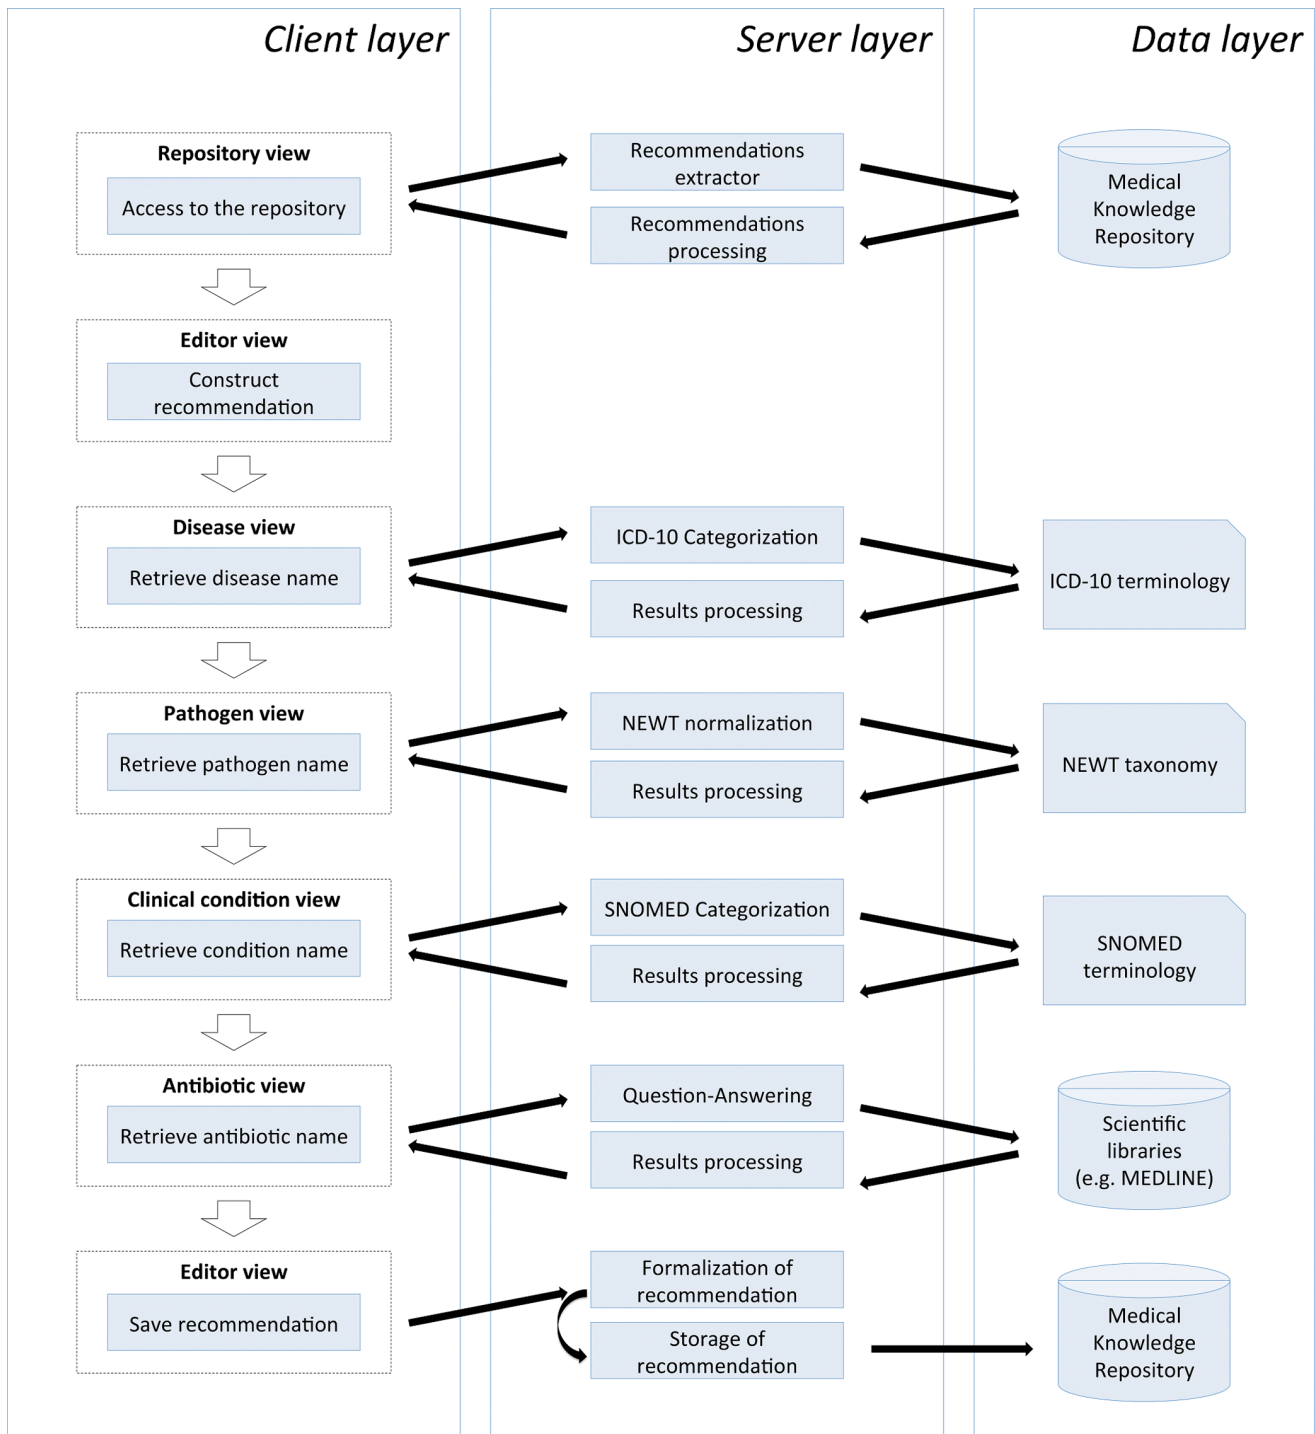 Client layer
Server layer
Data layer
Repository view
Access to the repository
Recommendations
extractor
Recommendations
processing
Medical
Knowledge
Repository
Editor view
Construct
recommendation
Disease view
Retrieve disease name
ICD-10 Categorization
Results processing
ICD-10 terminology
Pathogen view
Retrieve pathogen name
NEWT normalization
Results processing
NEWT taxonomy
Clinical condition view
Retrieve condition name
SNOMED Categorization
Results processing
SNOMED
terminology
Antibiotic view
Retrieve antibiotic name
Question-Answering
Results processing
Scientific
libraries
(e.g. MEDLINE)
Editor view
Save recommendation
Formalization of
recommendation
Storage of
recommendation
Medical
Knowledge
Repository